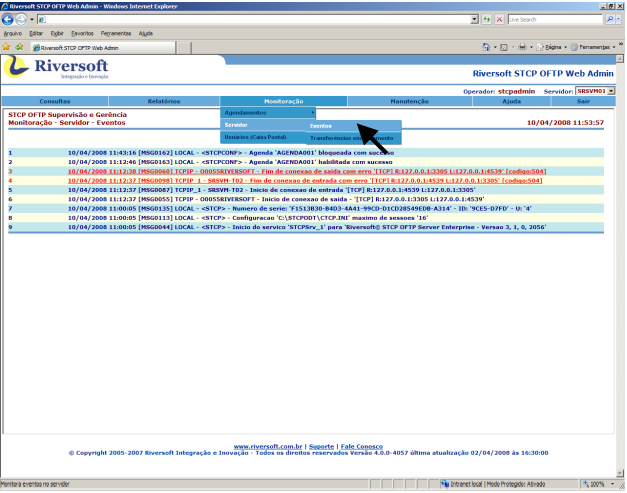 Riversoft STCP OFTP Web Admin - Windows Internet Explorer
Live Search
Arquivo Editar Exibir Favoritos Ferramentas Ajuda
Riversoft STCP OFTP Web Admin
Página Ferramentas
Riversoft
Integração e Inovação
Riversoft STCP OFTP Web Admin
Operador: stcpadmin Servidor: SRSVM01
Consultas Relatórios Monitoração Manutenção Ajuda Sair
STCP OFTP Supervisão e Gerência
Monitoração - Servidor - Eventos
10/04/2008 11:53:57
Agendamentos
Servidor
Usuários (Caixa Postal)
Eventos
Transferências em
1 10/04/2008 11:43:16 [MSG0162] LOCAL - <STCPCONF> - Agenda 'AGENDA001' bloqueada com sucesso
2 10/04/2008 11:12:46 [MSG0163] LOCAL - <STCPCONF> - Agenda 'AGENDA001' habilitada com sucesso
3 10/04/2008 11:12:38 [MSG0060] TCPIP - O0055RIVERSOFT - Fim de conexao de saida com erro '[TCP] R:127.0.0.1:3305 L:127.0.0.1:4539' [codigo:504]
4 10/04/2008 11:12:37 [MSG0098] TCPIP_1 - SRSVM-T02 - Fim de conexao de entrada com erro '[TCP] R:127.0.0.1:4539 L:127.0.0.1:3305' [codigo:504]
5 10/04/2008 11:12:37 [MSG0087] TCPIP_1 - SRSVM-T02 - Inicio de conexao de entrada '[TCP] R:127.0.0.1:4539 L:127.0.0.1:3305'
6 10/04/2008 11:12:37 [MSG0055] TCPIP - O0055RIVERSOFT - Inicio de conexao de saida - '[TCP] R:127.0.0.1:3305 L:127.0.0.1:4539'
7 10/04/2008 11:00:05 [MSG0135] LOCAL - <STCP> - Numero de serie: 'F1513B30-B4D3-4A41-99CD-D1CD28549EDB-A314' - ID: '9CE5-D7FD' - U: '4'
8 10/04/2008 11:00:05 [MSG0113] LOCAL - <STCP> - Configuracao 'C:\STCPODT\CTCP.INI' maximo de sessoes '16'
9 10/04/2008 11:00:05 [MSG0044] LOCAL - <STCP> - Inicio do servico 'STCPSrv_1' para 'Riversoft© STCP OFTP Server Enterprise - Versao 3, 1, 0, 2056'
www.riversoft.com.br | Suporte | Fale Conosco
© Copyright 2005-2007 Riversoft Integração e Inovação - Todos os direitos reservados Versão 4.0.0-4057 última atualização 02/04/2008 às 16:30:00
Monitora eventos no servidor
Intranet local | Modo Protegido: Ativado
100%